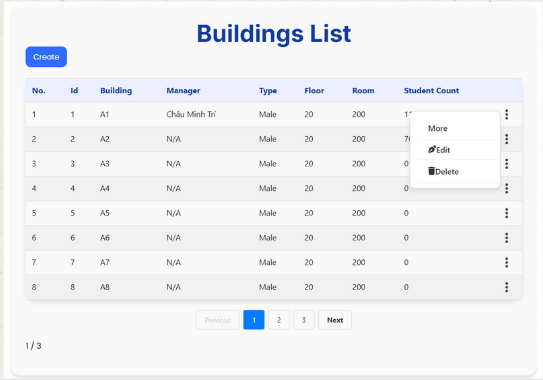 Buildings List
Create
No. Id Building Manager Type Floor Room Student Count
1 1 A1 Châu Minh Trí Male 20 200
2 2 A2 N/A Male 20 200
3 3 A3 N/A Male 20 200 0
4 4 A4 N/A Male 20 200 0
5 5 A5 N/A Male 20 200 0
6 6 A6 N/A Male 20 200 0
7 7 A7 N/A Male 20 200 0
8 8 A8 N/A Male 20 200 0
More
Edit
Delete
Previous 1 2 3 Next
1 / 3